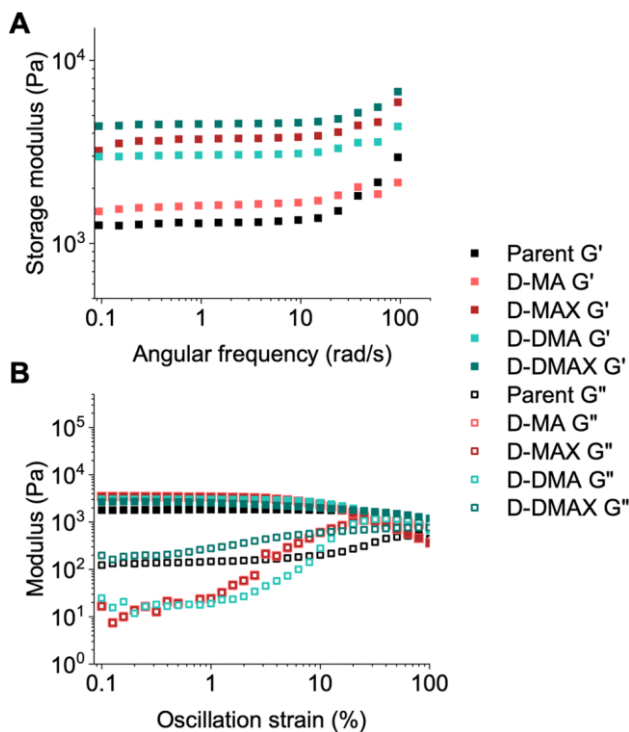 A
Storage modulus (Pa)
10⁴
10³
0.1 1 10 100
Angular frequency (rad/s)
B
Modulus (Pa)
10⁵
10⁴
10³
10²
10¹
10⁰
0.1 1 10 100
Oscillation strain (%)
Parent G'
D-MA G'
D-MAX G'
D-DMA G'
D-DMAX G'
Parent G"
D-MA G"
D-MAX G"
D-DMA G"
D-DMAX G"